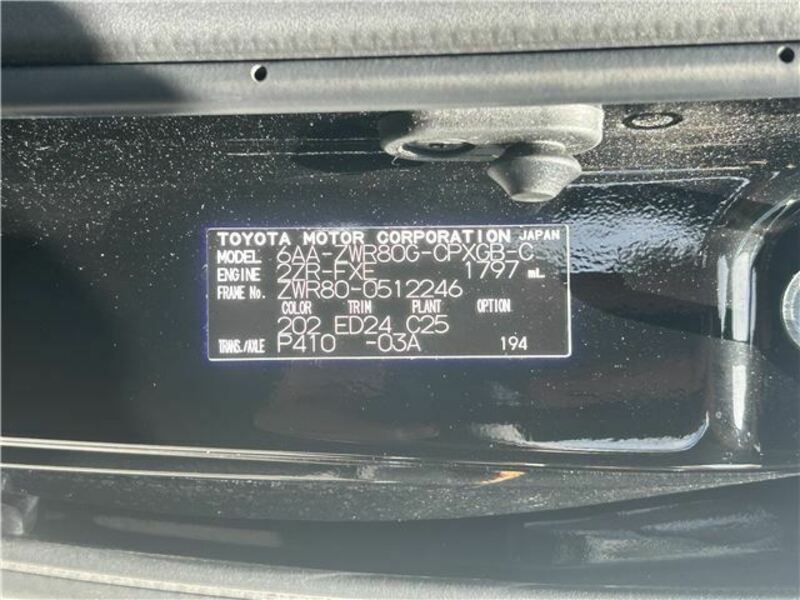 TOYOTA MOTOR CORPORATION JAPAN
MODEL 6AA-ZWR80G-CPXGB-C
ENGINE 2ZR-FXE 1797 mL
FRAME No. ZWR80-0512246
COLOR TRIM PLANT OPTION
202 ED24 C25
TRANS./AXLE P410 -03A 194